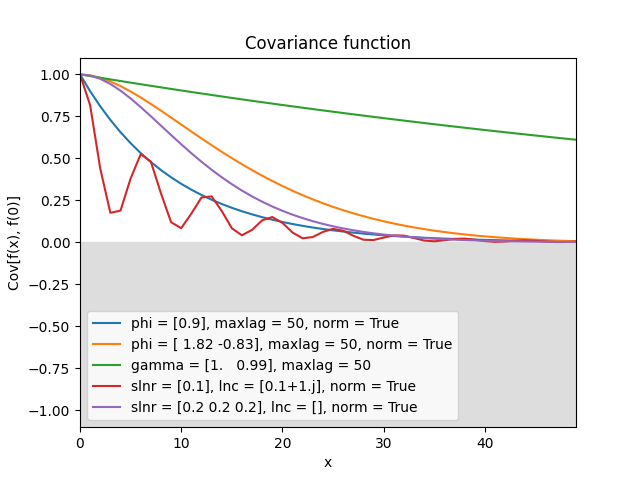 Covariance function
1.00
0.75
0.50
0.25
0.00
−0.25
−0.50
−0.75
−1.00
Cov[f(x), f(0)]
phi = [0.9], maxlag = 50, norm = True
phi = [ 1.82 -0.83], maxlag = 50, norm = True
gamma = [1.   0.99], maxlag = 50
slnr = [0.1], lnc = [0.1+1.j], norm = True
slnr = [0.2 0.2 0.2], lnc = [], norm = True
0 10 20 30 40
x